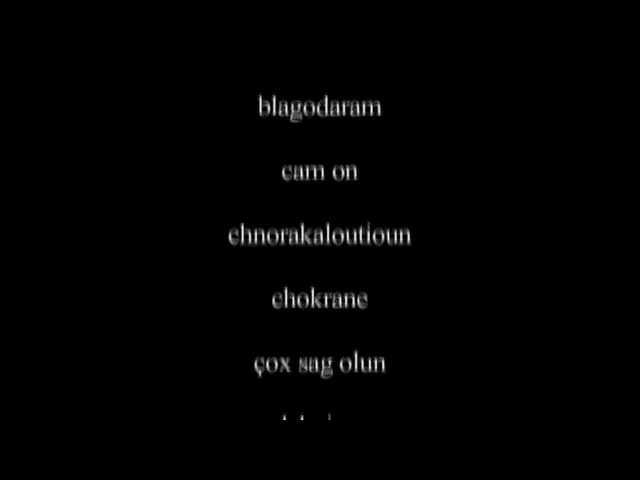 blagodaram
cam on
chnorakaloutioun
chokrane
çox sag olun